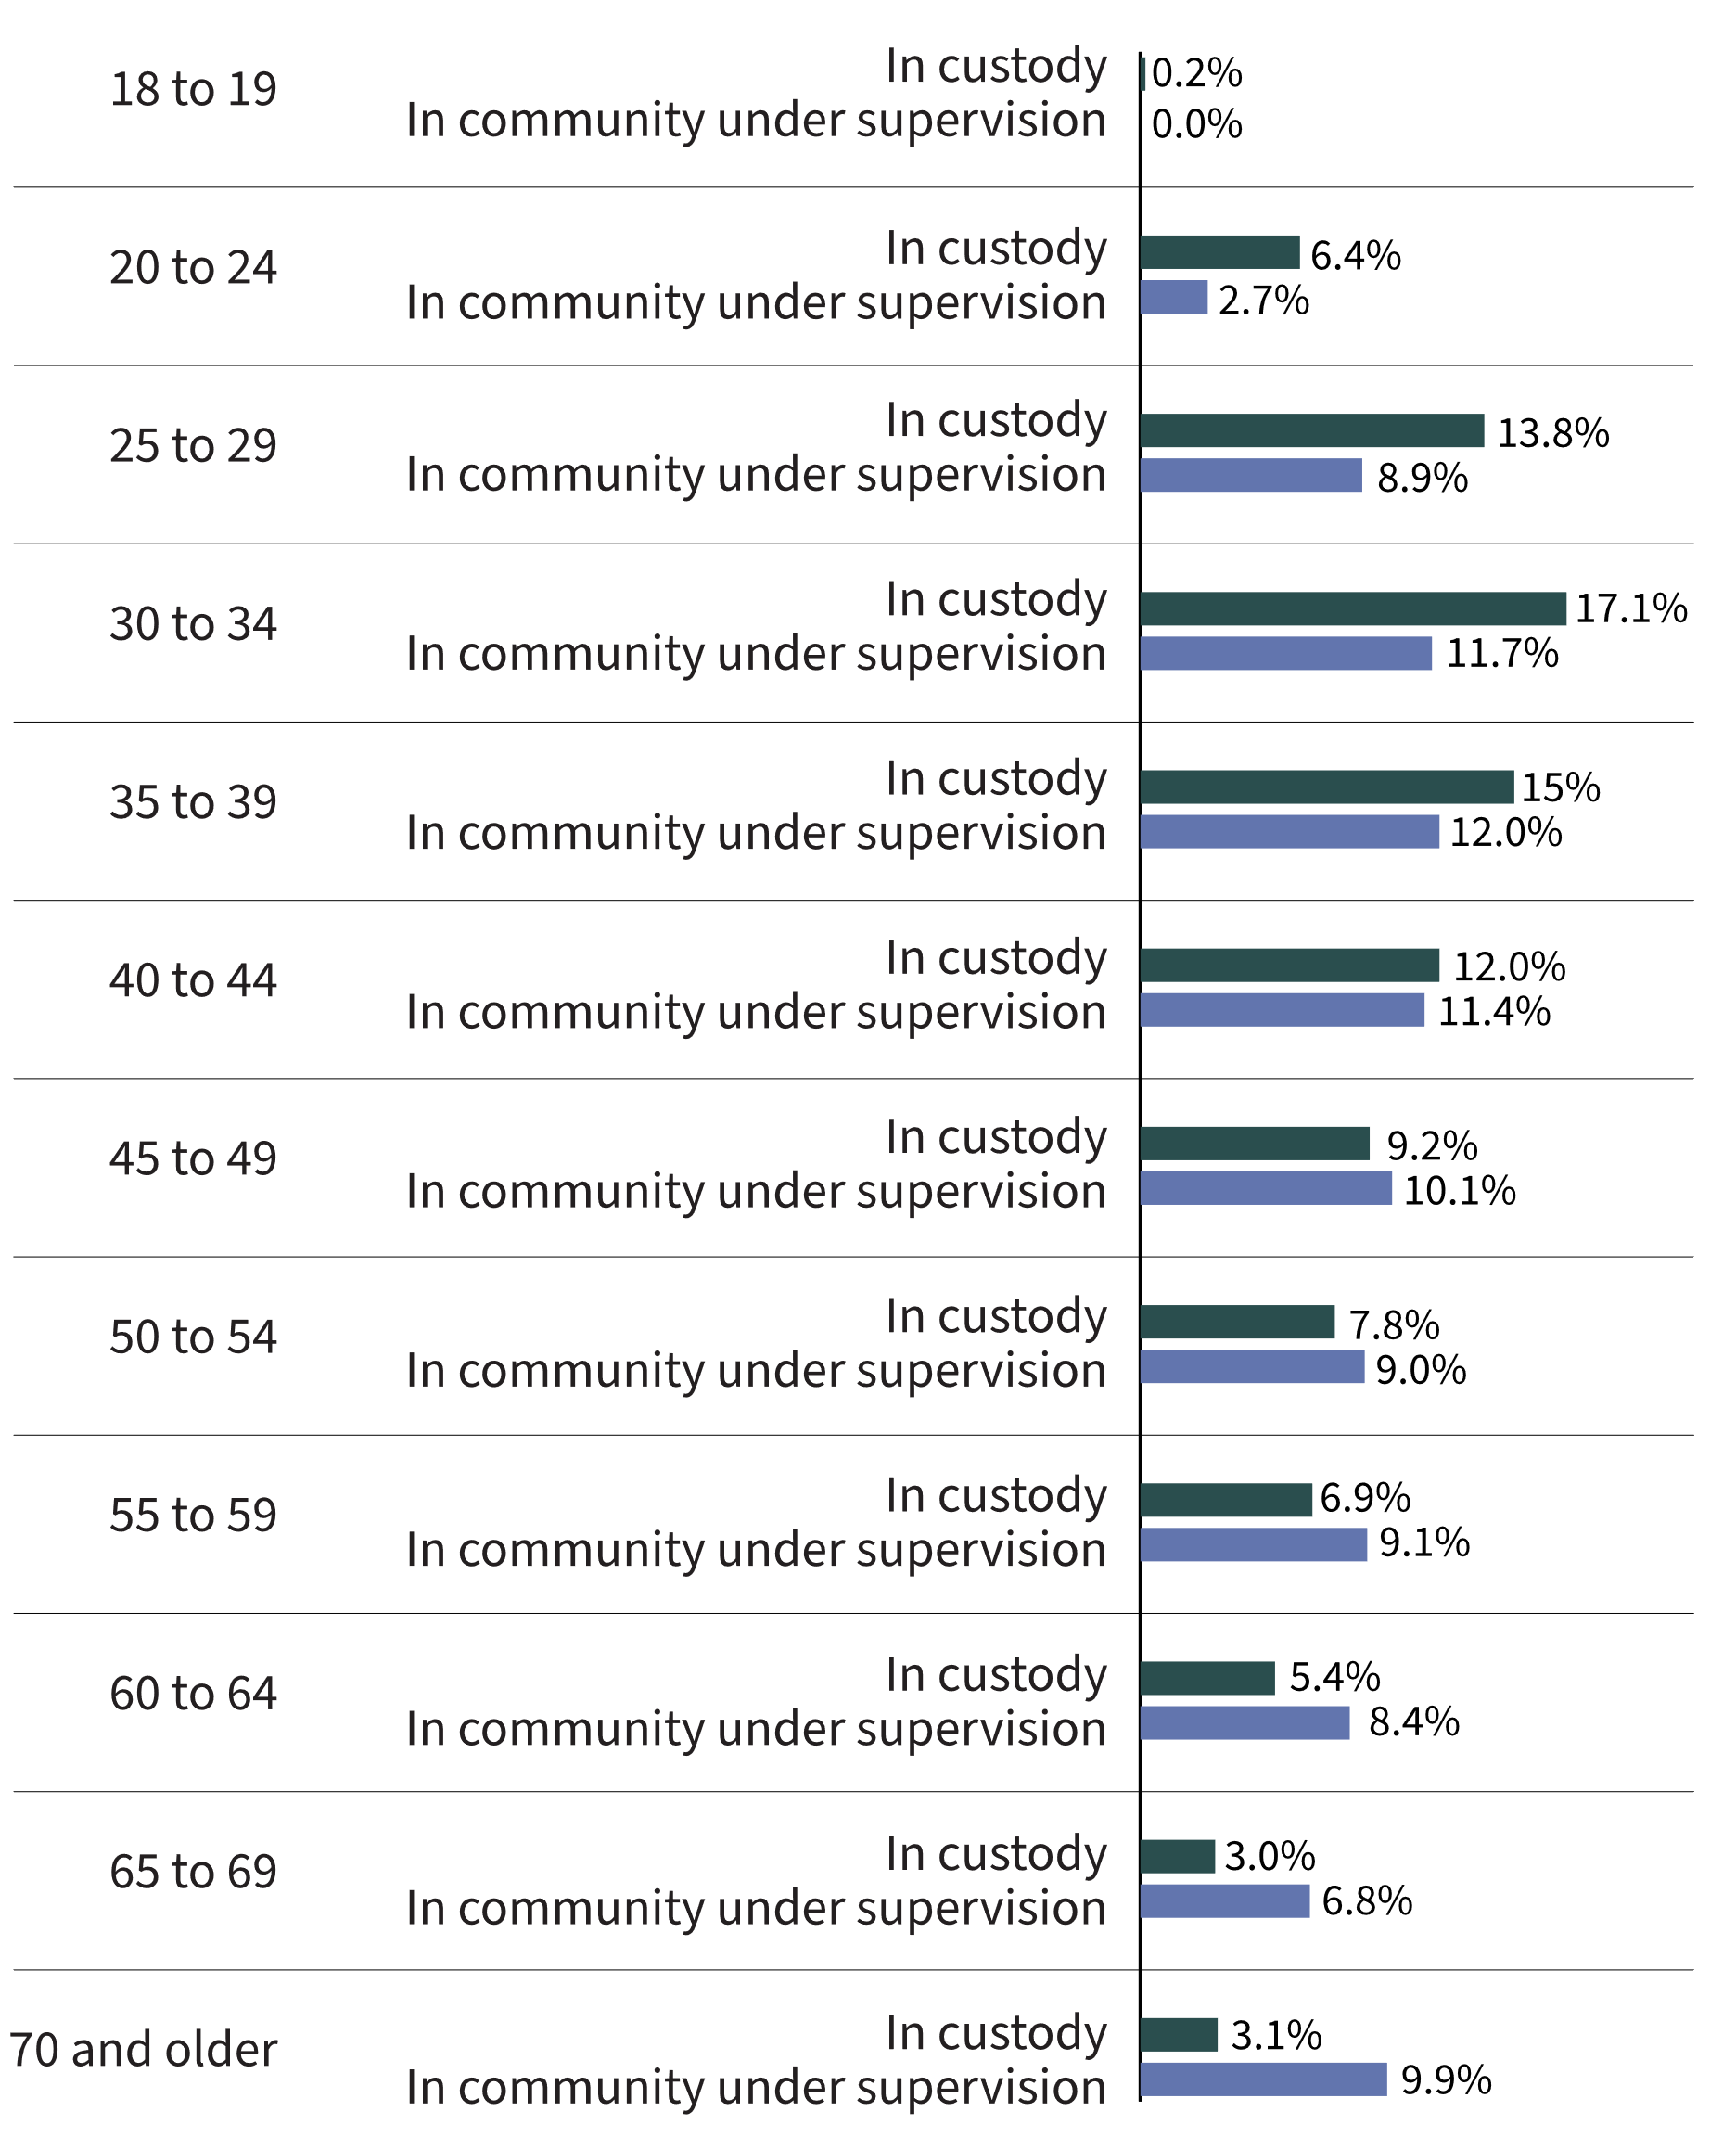 18 to 19
In custody
0.2%
In community under supervision
0.0%
20 to 24
In custody
6.4%
In community under supervision
2.7%
25 to 29
In custody
13.8%
In community under supervision
8.9%
30 to 34
In custody
17.1%
In community under supervision
11.7%
35 to 39
In custody
15%
In community under supervision
12.0%
40 to 44
In custody
12.0%
In community under supervision
11.4%
45 to 49
In custody
9.2%
In community under supervision
10.1%
50 to 54
In custody
7.8%
In community under supervision
9.0%
55 to 59
In custody
6.9%
In community under supervision
9.1%
60 to 64
In custody
5.4%
In community under supervision
8.4%
65 to 69
In custody
3.0%
In community under supervision
6.8%
70 and older
In custody
3.1%
In community under supervision
9.9%